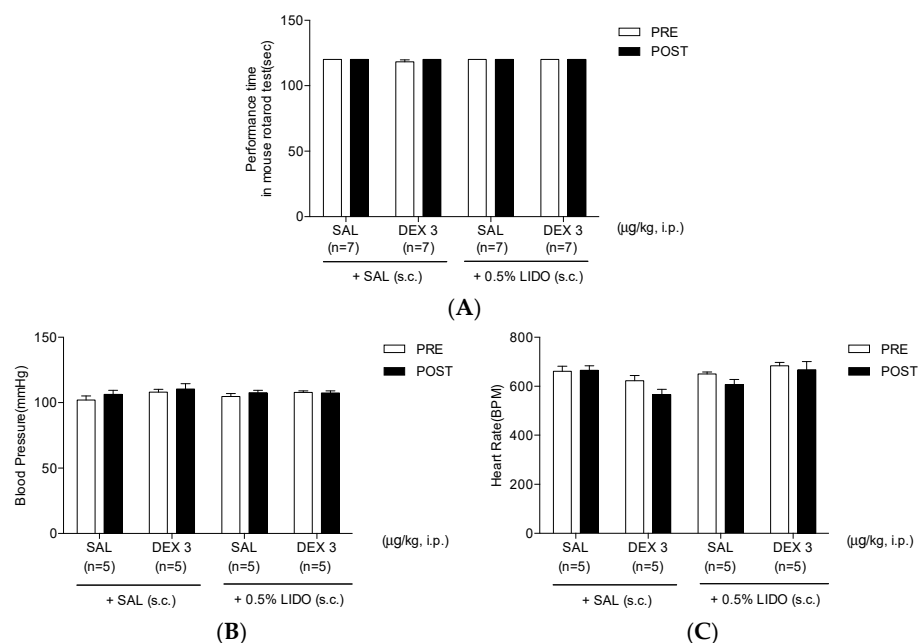 150
100
50
0
Performance time
in mouse rotarod test(sec)
PRE
POST
SAL DEX 3 SAL DEX 3
(n=7) (n=7) (n=7) (n=7)
(μg/kg, i.p.)
+ SAL (s.c.) + 0.5% LIDO (s.c.)
(A)
150
100
50
0
Blood Pressure(mmHg)
PRE
POST
SAL DEX 3 SAL DEX 3
(n=5) (n=5) (n=5) (n=5)
(μg/kg, i.p.)
+ SAL (s.c.) + 0.5% LIDO (s.c.)
(B)
800
600
400
200
0
Heart Rate(BPM)
PRE
POST
SAL DEX 3 SAL DEX 3
(n=5) (n=5) (n=5) (n=5)
(μg/kg, i.p.)
+ SAL (s.c.) + 0.5% LIDO (s.c.)
(C)